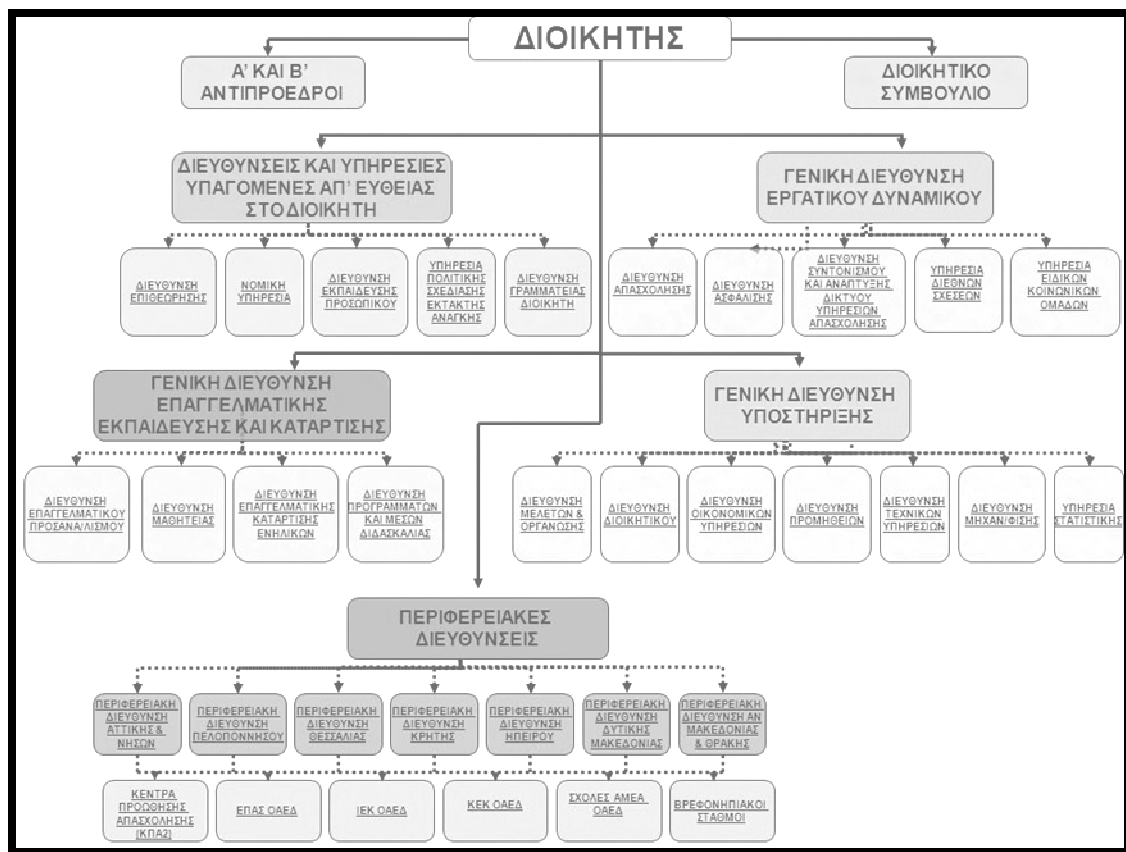 ΔΙΟΙΚΗΤΗΣ
Α' ΚΑΙ Β'
ΑΝΤΙΠΡΟΕΔΡΟΙ
ΔΙΟΙΚΗΤΙΚΟ
ΣΥΜΒΟΥΛΙΟ
ΔΙΕΥΘΥΝΣΕΙΣ ΚΑΙ ΥΠΗΡΕΣΙΕΣ
ΥΠΑΓΟΜΕΝΕΣ ΑΠ' ΕΥΘΕΙΑΣ
ΣΤΟ ΔΙΟΙΚΗΤΗ
ΓΕΝΙΚΗ ΔΙΕΥΘΥΝΣΗ
ΕΡΓΑΤΙΚΟΥ ΔΥΝΑΜΙΚΟΥ
ΔΙΕΥΘΥΝΣΗ
ΕΠΙΘΕΩΡΗΣΗΣ
ΝΟΜΙΚΗ
ΥΠΗΡΕΣΙΑ
ΔΙΕΥΘΥΝΣΗ
ΕΚΠΑΙΔΕΥΣΗΣ
ΠΡΟΣΩΠΙΚΟΥ
ΥΠΗΡΕΣΙΑ
ΠΟΛΙΤΙΚΗΣ
ΣΧΕΔΙΑΣΗΣ
ΕΚΤΑΚΤΗΣ
ΑΝΑΓΚΗΣ
ΔΙΕΥΘΥΝΣΗ
ΓΡΑΜΜΑΤΕΙΑΣ
ΔΙΟΙΚΗΤΗ
ΔΙΕΥΘΥΝΣΗ
ΑΠΑΣΧΟΛΗΣΗΣ
ΔΙΕΥΘΥΝΣΗ
ΑΣΦΑΛΙΣΗΣ
ΔΙΕΥΘΥΝΣΗ
ΣΥΝΤΟΝΙΣΜΟΥ
ΚΑΙ ΑΝΑΠΤΥΞΗΣ
ΔΙΚΤΥΟΥ
ΥΠΗΡΕΣΙΩΝ
ΑΠΑΣΧΟΛΗΣΗΣ
ΥΠΗΡΕΣΙΑ
ΔΙΕΘΝΩΝ
ΣΧΕΣΕΩΝ
ΥΠΗΡΕΣΙΑ
ΕΙΔΙΚΩΝ
ΚΟΙΝΩΝΙΚΩΝ
ΟΜΑΔΩΝ
ΓΕΝΙΚΗ ΔΙΕΥΘΥΝΣΗ
ΕΠΑΓΓΕΛΜΑΤΙΚΗΣ
ΕΚΠΑΙΔΕΥΣΗΣ ΚΑΙ ΚΑΤΑΡΤΙΣΗΣ
ΓΕΝΙΚΗ ΔΙΕΥΘΥΝΣΗ
ΥΠΟΣΤΗΡΙΞΗΣ
ΔΙΕΥΘΥΝΣΗ
ΕΠΑΓΓΕΛΜΑΤΙΚΟΥ
ΠΡΟΣΑΝΑ/ΛΙΣΜΟΥ
ΔΙΕΥΘΥΝΣΗ
ΜΑΘΗΤΕΙΑΣ
ΔΙΕΥΘΥΝΣΗ
ΕΠΑΓΓΕΛΜΑΤΙΚΗΣ
ΚΑΤΑΡΤΙΣΗΣ
ΕΝΗΛΙΚΩΝ
ΔΙΕΥΘΥΝΣΗ
ΠΡΟΓΡΑΜΜΑΤΩΝ
ΚΑΙ ΜΕΣΩΝ
ΔΙΔΑΣΚΑΛΙΑΣ
ΔΙΕΥΘΥΝΣΗ
ΜΕΛΕΤΩΝ &
ΟΡΓΑΝΩΣΗΣ
ΔΙΕΥΘΥΝΣΗ
ΔΙΟΙΚΗΤΙΚΟΥ
ΔΙΕΥΘΥΝΣΗ
ΟΙΚΟΝΟΜΙΚΩΝ
ΥΠΗΡΕΣΙΩΝ
ΔΙΕΥΘΥΝΣΗ
ΠΡΟΜΗΘΕΙΩΝ
ΔΙΕΥΘΥΝΣΗ
ΤΕΧΝΙΚΩΝ
ΥΠΗΡΕΣΙΩΝ
ΔΙΕΥΘΥΝΣΗ
ΜΗΧΑΝ/ΦΙΣΗΣ
ΥΠΗΡΕΣΙΑ
ΣΤΑΤΙΣΤΙΚΗΣ
ΠΕΡΙΦΕΡΕΙΑΚΕΣ
ΔΙΕΥΘΥΝΣΕΙΣ
ΠΕΡΙΦΕΡΕΙΑΚΗ
ΔΙΕΥΘΥΝΣΗ
ΑΤΤΙΚΗΣ &
ΝΗΣΩΝ
ΠΕΡΙΦΕΡΕΙΑΚΗ
ΔΙΕΥΘΥΝΣΗ
ΠΕΛΟΠΟΝΝΗΣΟΥ
ΠΕΡΙΦΕΡΕΙΑΚΗ
ΔΙΕΥΘΥΝΣΗ
ΘΕΣΣΑΛΙΑΣ
ΠΕΡΙΦΕΡΕΙΑΚΗ
ΔΙΕΥΘΥΝΣΗ
ΚΡΗΤΗΣ
ΠΕΡΙΦΕΡΕΙΑΚΗ
ΔΙΕΥΘΥΝΣΗ
ΗΠΕΙΡΟΥ
ΠΕΡΙΦΕΡΕΙΑΚΗ
ΔΙΕΥΘΥΝΣΗ
ΔΥΤΙΚΗΣ
ΜΑΚΕΔΟΝΙΑΣ
ΠΕΡΙΦΕΡΕΙΑΚΗ
ΔΙΕΥΘΥΝΣΗ ΑΝ
ΜΑΚΕΔΟΝΙΑΣ
& ΘΡΑΚΗΣ
ΚΕΝΤΡΑ
ΠΡΟΩΘΗΣΗΣ
ΑΠΑΣΧΟΛΗΣΗΣ
(ΚΠΑ2)
ΕΠΑΣ ΟΑΕΔ
ΙΕΚ ΟΑΕΔ
ΚΕΚ ΟΑΕΔ
ΣΧΟΛΕΣ ΑΜΕΑ
ΟΑΕΔ
ΒΡΕΦΟΝΗΠΙΑΚΟΙ
ΣΤΑΘΜΟΙ